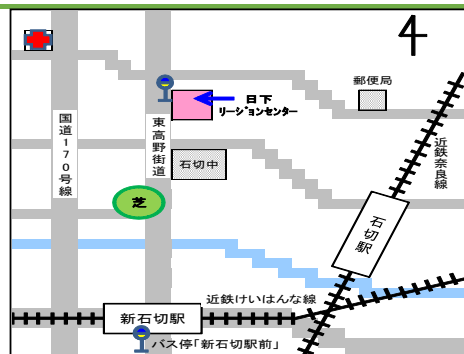 郵便局
日下
リージョンセンター
国道170号線
東高野街道
近鉄奈良線
石切中
芝
石切駅
近鉄けいはんな線
新石切駅
バス停「新石切駅前」